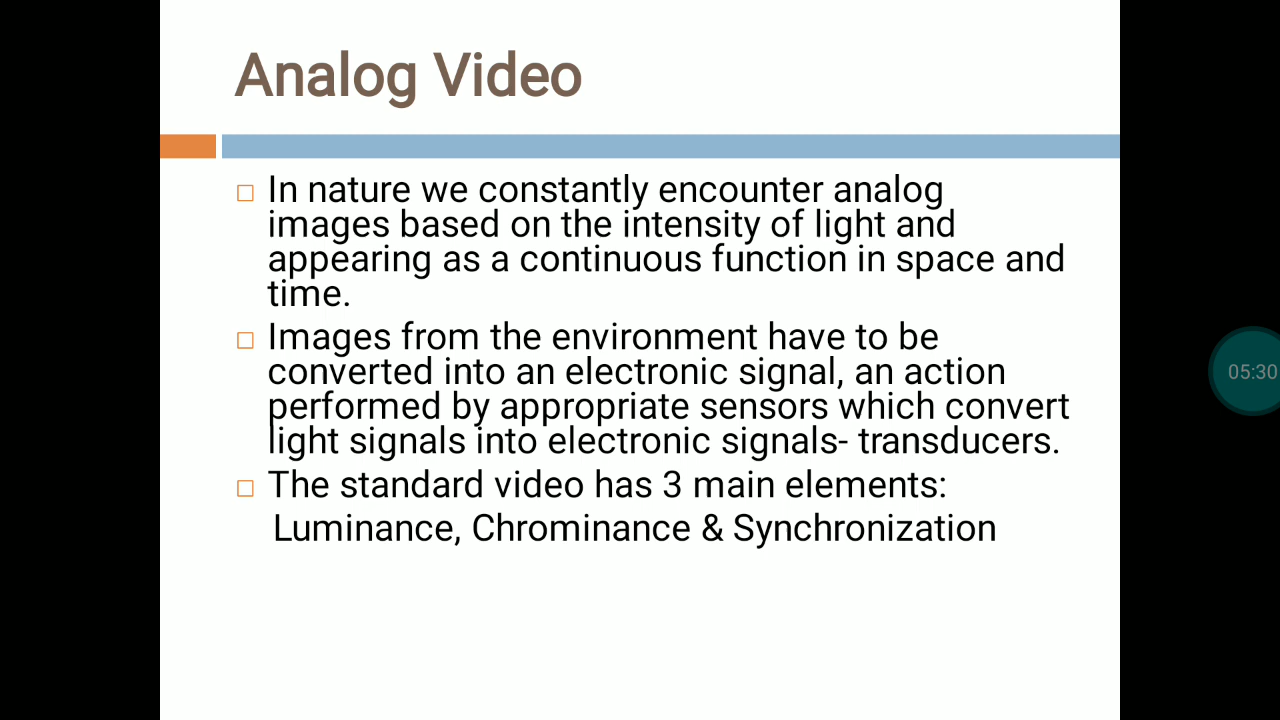 Analog Video
In nature we constantly encounter analog
images based on the intensity of light and
appearing as a continuous function in space and
time.
Images from the environment have to be
converted into an electronic signal, an action
performed by appropriate sensors which convert
light signals into electronic signals- transducers.
The standard video has 3 main elements:
Luminance, Chrominance & Synchronization
05:30